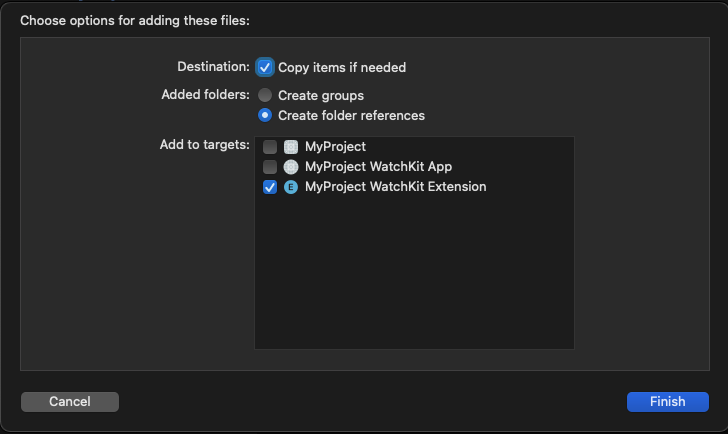 Choose options for adding these files:
Destination: Copy items if needed
Added folders: Create groups
Create folder references
Add to targets: MyProject
MyProject WatchKit App
E MyProject WatchKit Extension
Cancel Finish